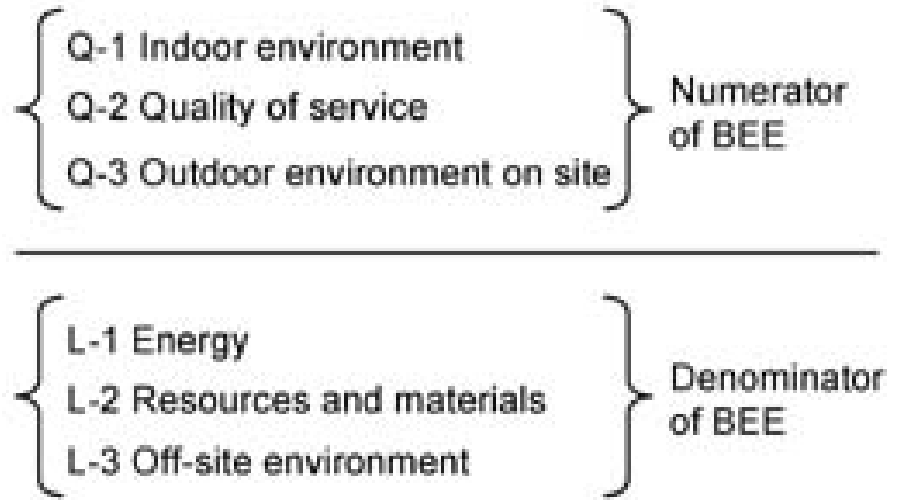 Q-1 Indoor environment
Q-2 Quality of service
Q-3 Outdoor environment on site
Numerator
of BEE
L-1 Energy
L-2 Resources and materials
L-3 Off-site environment
Denominator
of BEE